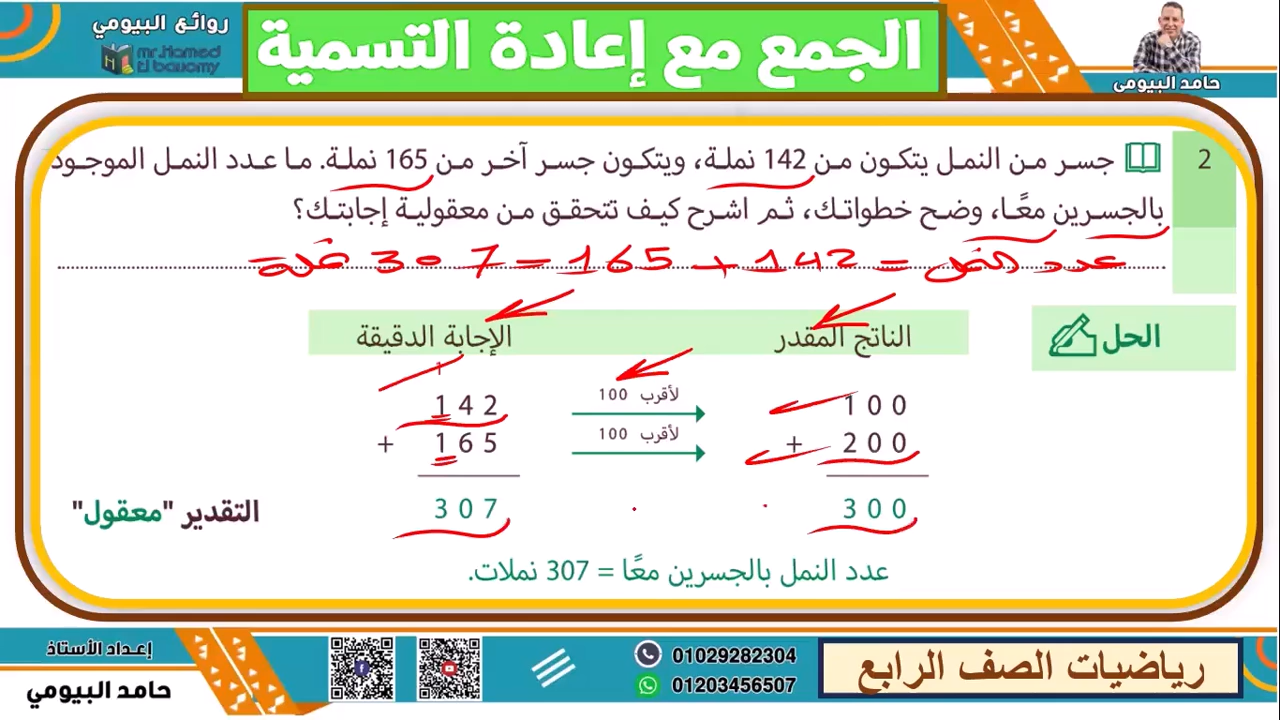 روائع البيومي
mr.Hamed
El bauomy
الجمع مع إعادة التسمية
حامد البيومى
2
جسر من النمل يتكون من 142 نملة، ويتكون جسر آخر من 165 نملة. ما عدد النمل الموجود
بالجسرين معًا، وضح خطواتك، ثم اشرح كيف تتحقق من معقولية إجابتك؟
عدد النمل = 142 + 165 = 307 نملة
الحل
الناتج المقدر
الإجابة الدقيقة
1
142 لأقرب 100 100
+ 165 لأقرب 100 + 200
307 300
التقدير "معقول"
عدد النمل بالجسرين معًا = 307 نملات.
إعداد الأستاذ
حامد البيومي
01029282304
01203456507
رياضيات الصف الرابع